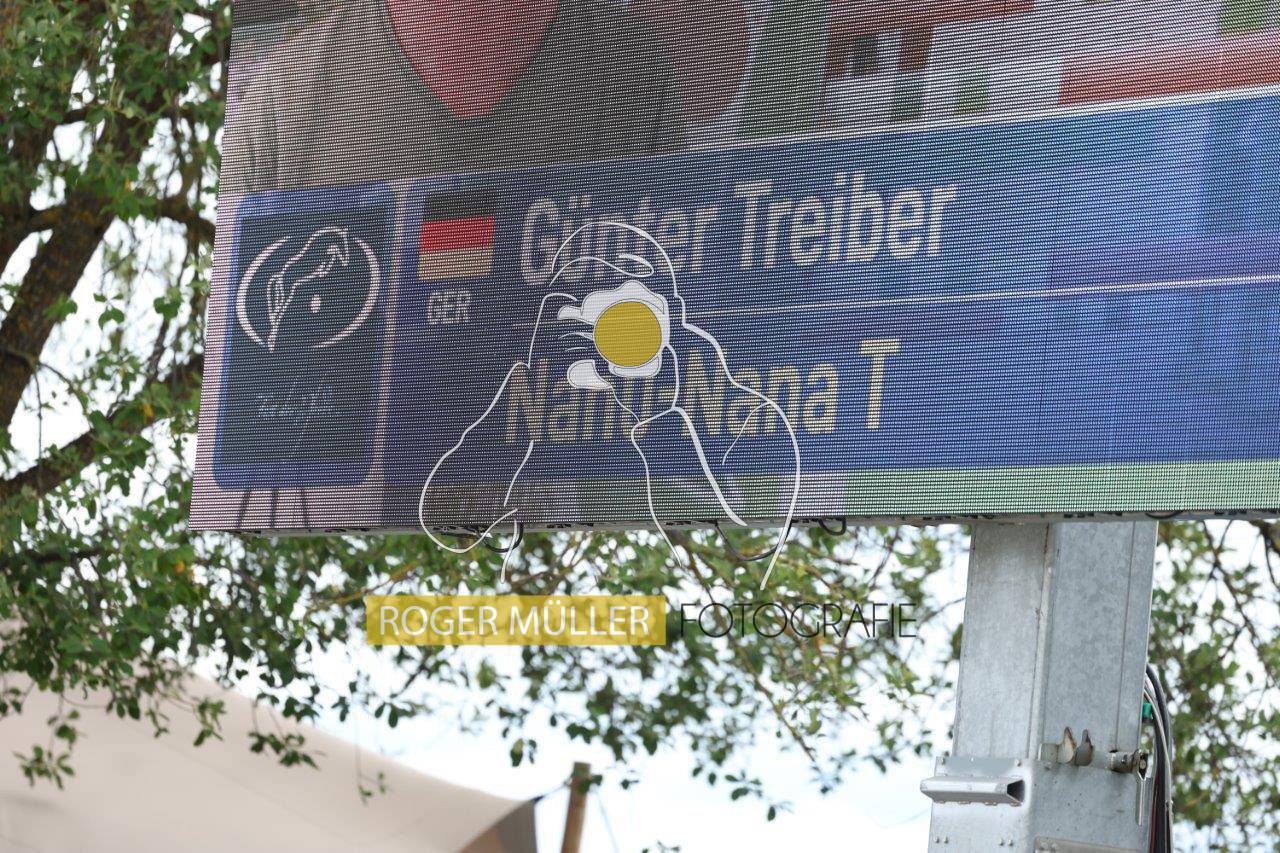 Günter Treiber
GER
Nanu-Nana T
ROGER MÜLLER FOTOGRAFIE